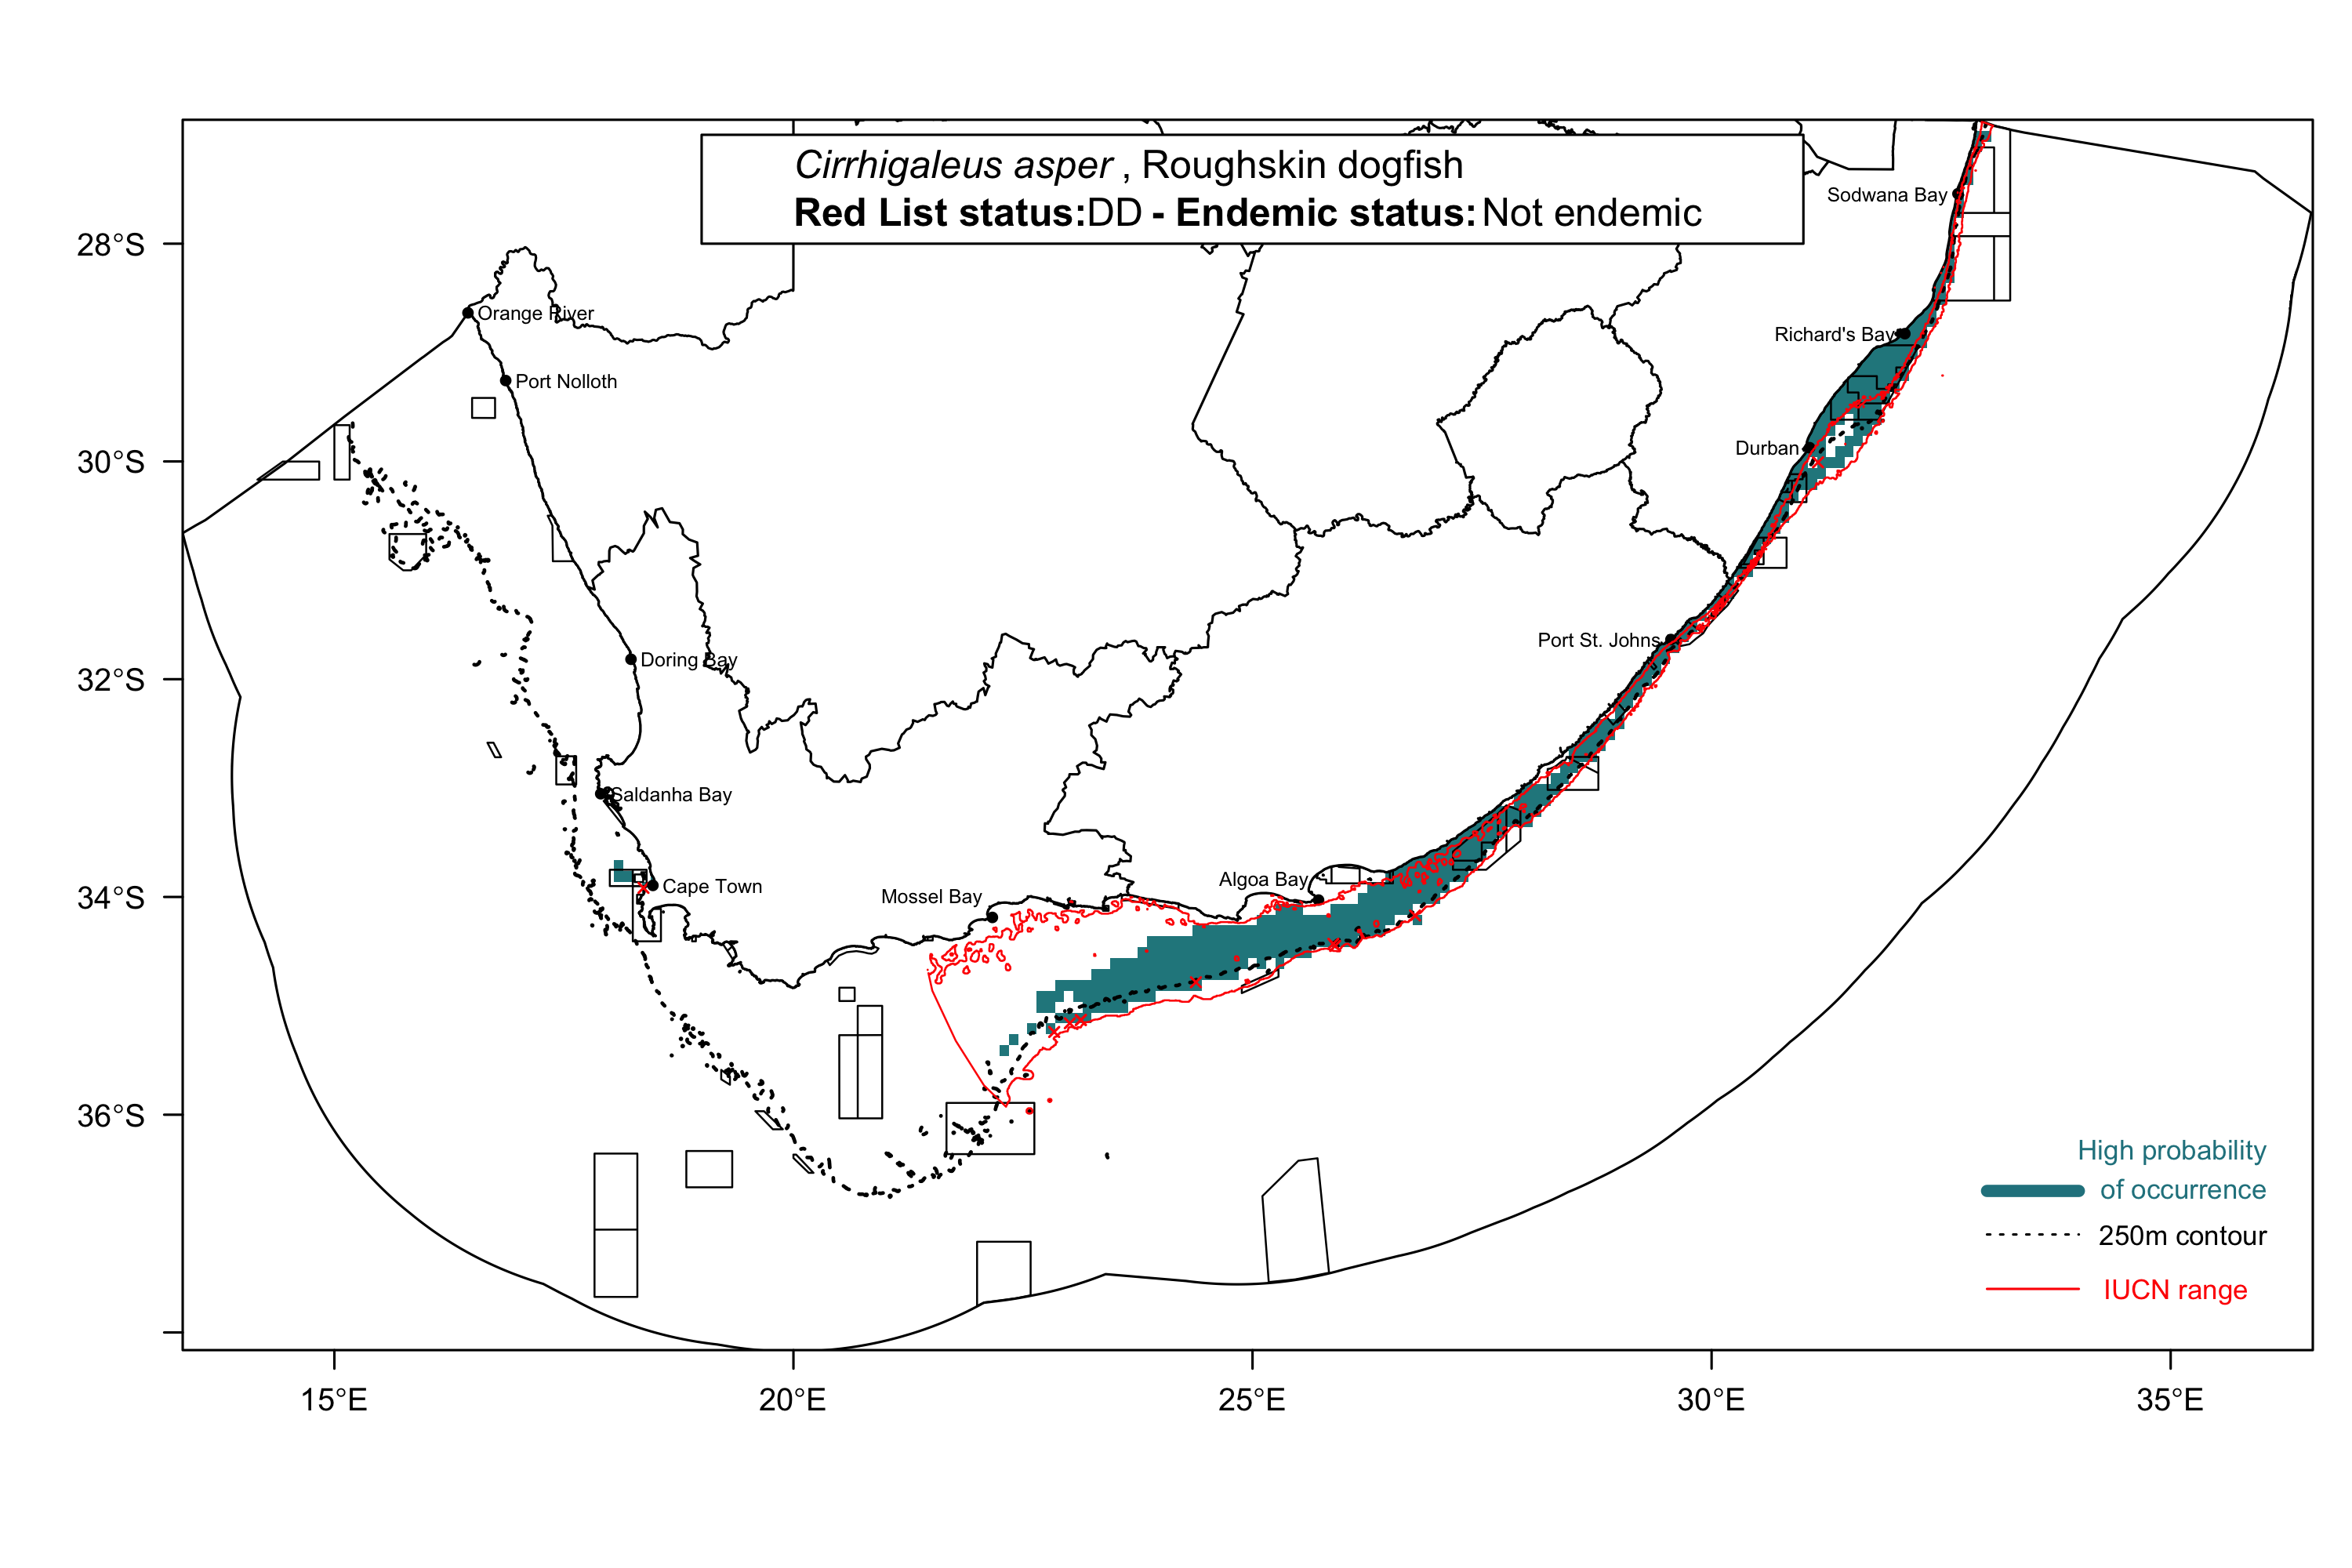 Cirrhigaleus asper , Roughskin dogfish
Red List status:DD - Endemic status: Not endemic
Sodwana Bay
28°S
Orange River
Richard's Bay
Port Nolloth
Durban
30°S
Port St. Johns
Doring Bay
32°S
Saldanha Bay
Algoa Bay
Cape Town
Mossel Bay
34°S
36°S
High probability
of occurrence
250m contour
IUCN range
15°E
20°E
25°E
30°E
35°E